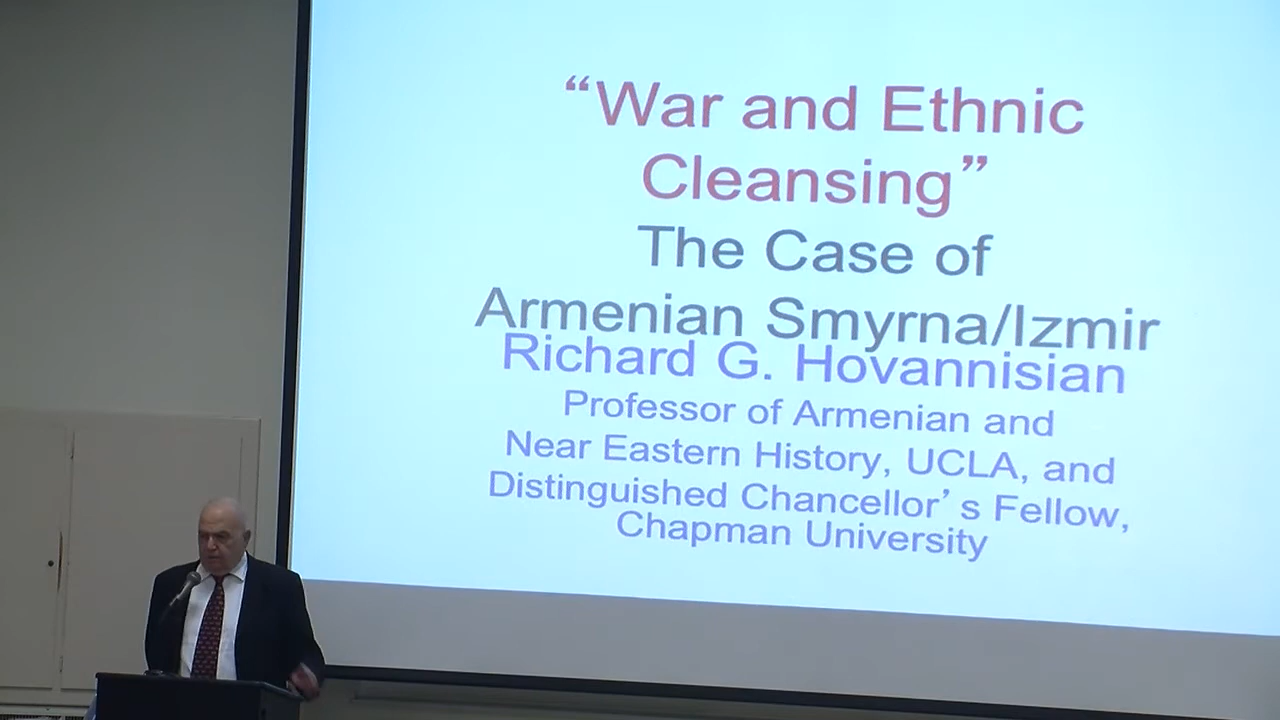 “War and Ethnic
Cleansing”
The Case of
Armenian Smyrna/Izmir
Richard G. Hovannisian
Professor of Armenian and
Near Eastern History, UCLA, and
Distinguished Chancellor’s Fellow,
Chapman University